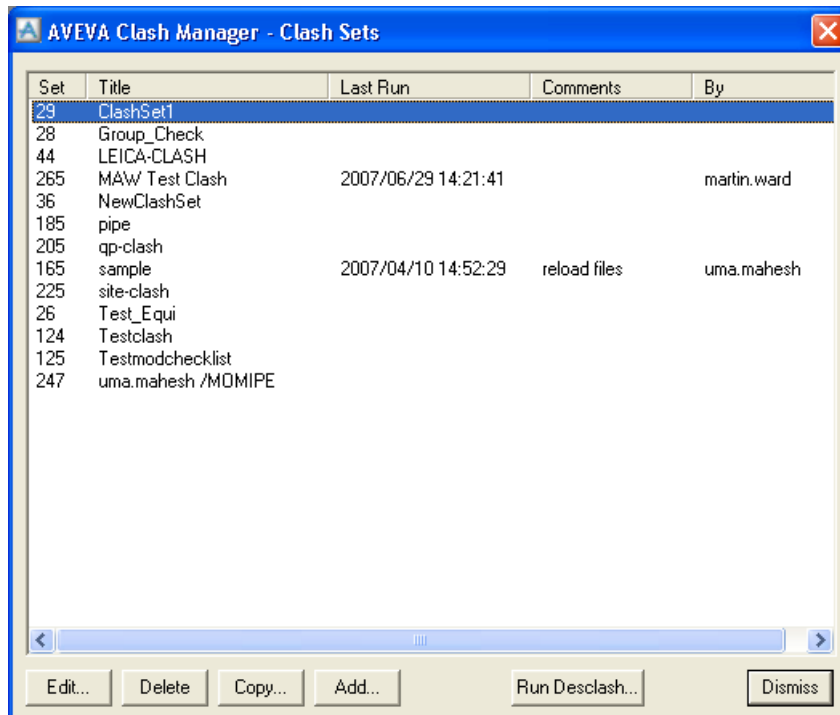 AVEVA Clash Manager - Clash Sets
Set Title Last Run Comments By
29 ClashSet1
28 Group_Check
44 LEICA-CLASH
265 MAW Test Clash 2007/06/29 14:21:41 martin.ward
36 NewClashSet
185 pipe
205 qp-clash
165 sample 2007/04/10 14:52:29 reload files uma.mahesh
225 site-clash
26 Test_Equi
124 Testclash
125 Testmodchecklist
247 uma.mahesh /MOMIPE
Edit... Delete Copy... Add... Run Desclash... Dismiss